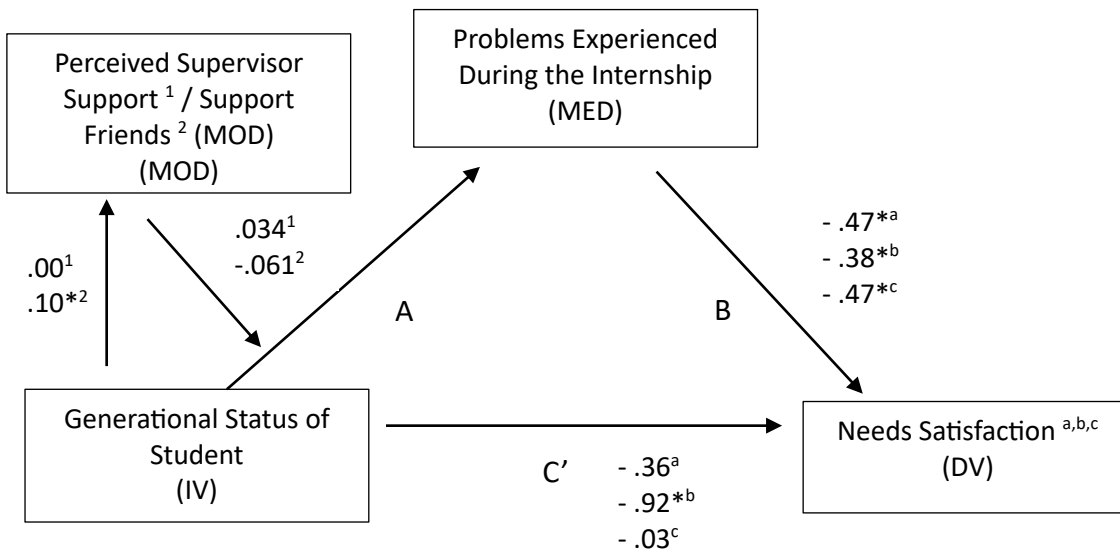 Perceived Supervisor
Support ¹ / Support
Friends ² (MOD)
(MOD)
Problems Experienced
During the Internship
(MED)
.00¹
.10*²
.034¹
-.061²
A
B
- .47*ᵃ
- .38*ᵇ
- .47*ᶜ
Generational Status of
Student
(IV)
C’
- .36ᵃ
- .92*ᵇ
- .03ᶜ
Needs Satisfaction ᵃ,ᵇ,ᶜ
(DV)